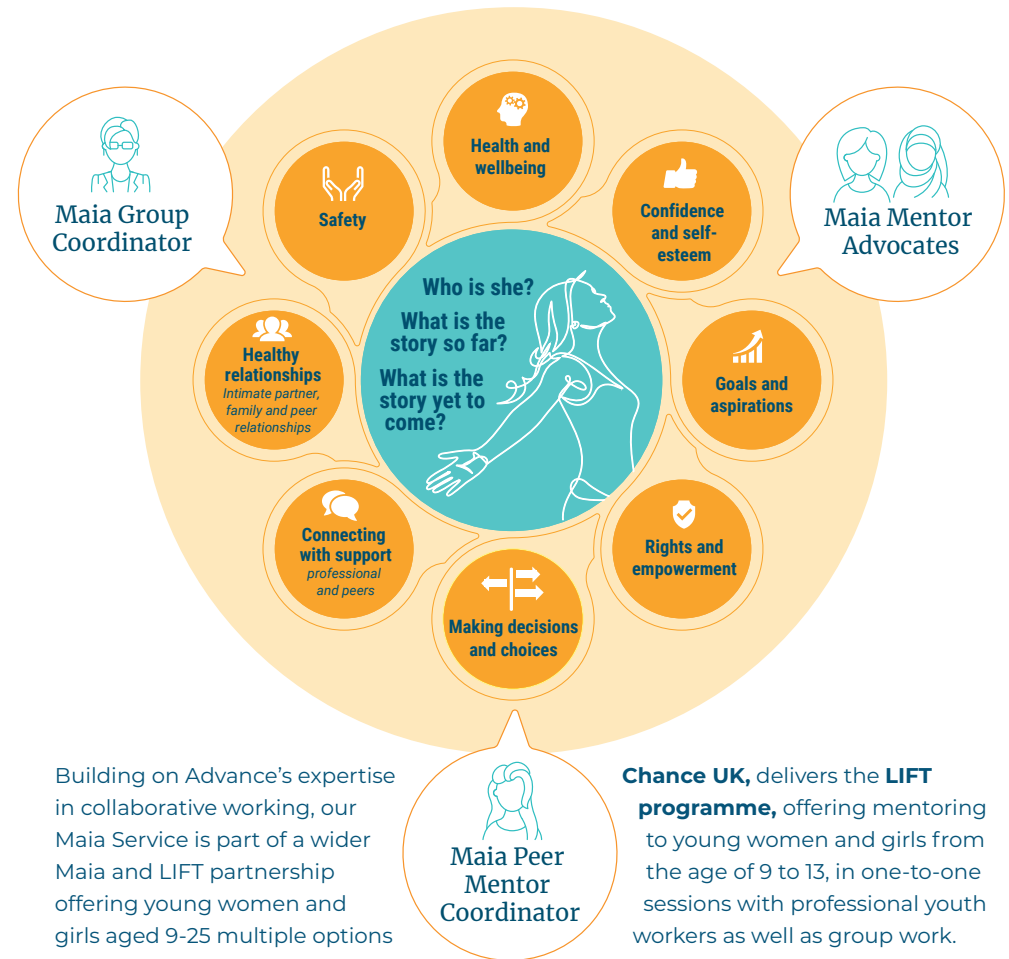 Health and
wellbeing
Safety
Confidence
and self-
esteem
Maia Group
Coordinator
Maia Mentor
Advocates
Who is she?
What is the
story so far?
What is the
story yet to
come?
Healthy
relationships
Intimate partner,
family and peer
relationships
Goals and
aspirations
Connecting
with support
professional
and peers
Rights and
empowerment
Making decisions
and choices
Building on Advance’s expertise
in collaborative working, our
Maia Service is part of a wider
Maia and LIFT partnership
offering young women and
girls aged 9-25 multiple options
Maia Peer
Mentor
Coordinator
Chance UK, delivers the LIFT
programme, offering mentoring
to young women and girls from
the age of 9 to 13, in one-to-one
sessions with professional youth
workers as well as group work.